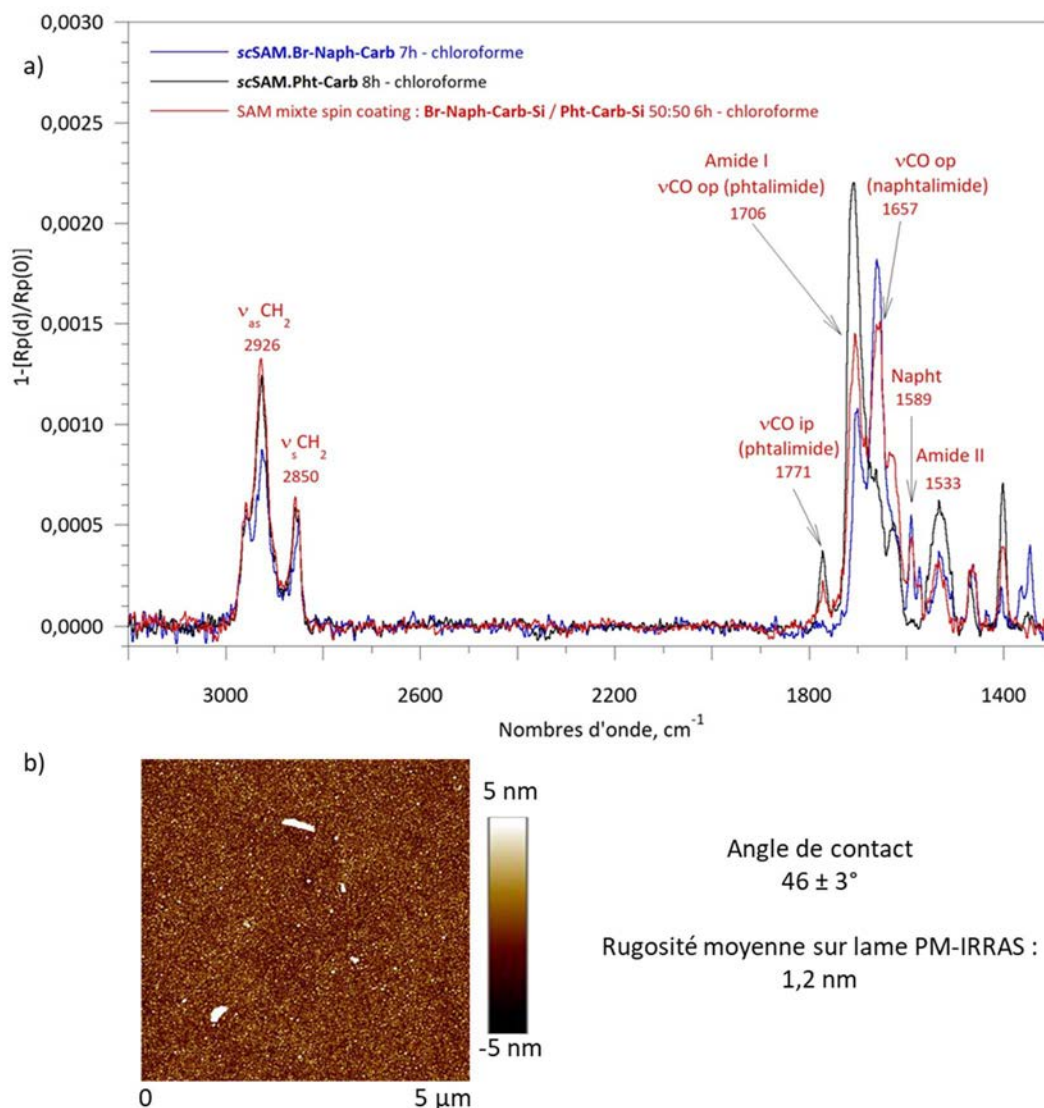 a)
0,0030
0,0025
0,0020
0,0015
0,0010
0,0005
0,0000
1-[Rp(d)/Rp(0)]
scSAM.Br-Naph-Carb 7h - chloroforme
scSAM.Pht-Carb 8h - chloroforme
SAM mixte spin coating : Br-Naph-Carb-Si / Pht-Carb-Si 50:50 6h - chloroforme
Amide I
νCO op (phtalimide)
1706
νCO op
(naphtalimide)
1657
νasCH2
2926
νsCH2
2850
νCO ip
(phtalimide)
1771
Napht
1589
Amide II
1533
3000 2600 2200 1800 1400
Nombres d'onde, cm-1
b)
5 nm
-5 nm
0 5 µm
Angle de contact
46 ± 3°
Rugosité moyenne sur lame PM-IRRAS :
1,2 nm